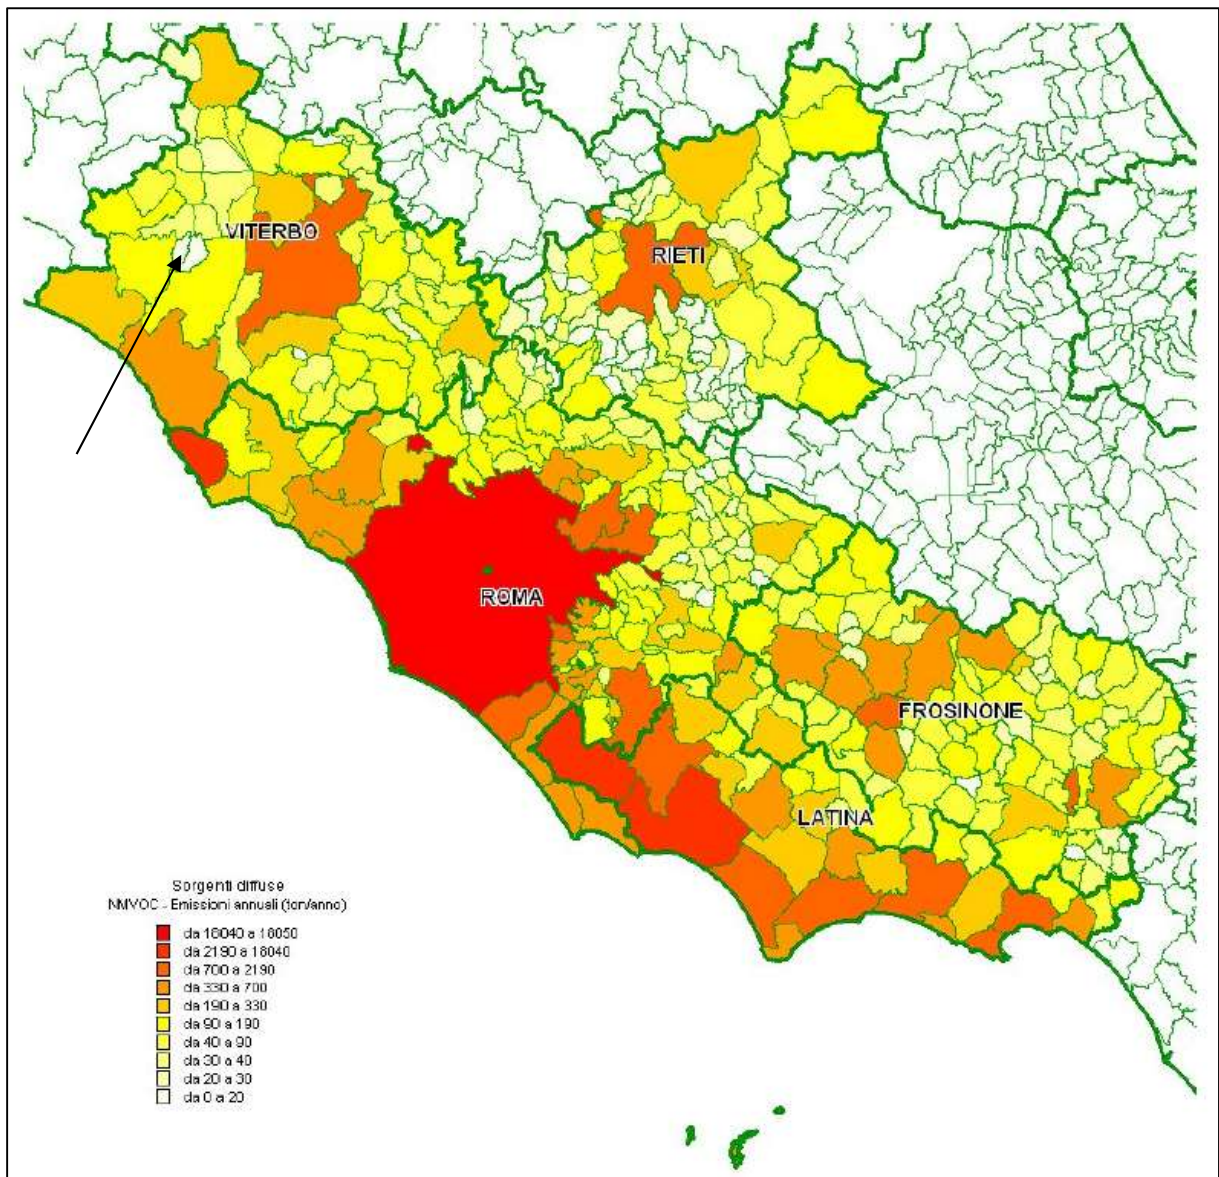 VITERBO
RIETI
ROMA
FROSINONE
LATINA
Sorgenti diffuse
NMVOC - Emissioni annuali (ton/anno)
da 18040 a 18050
da 2190 a 18040
da 700 a 2190
da 330 a 700
da 190 a 330
da 90 a 190
da 40 a 90
da 30 a 40
da 20 a 30
da 0 a 20